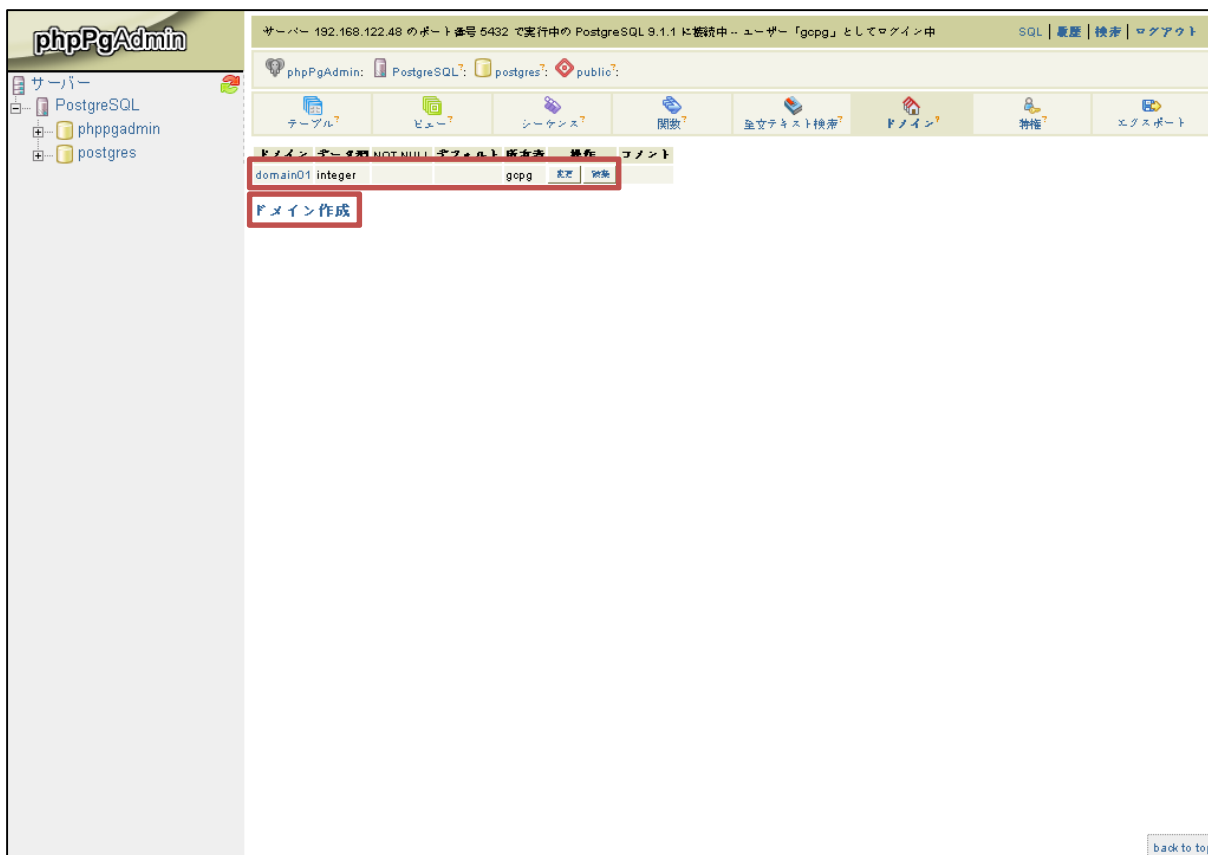 phpPgAdmin
サーバー 192.168.122.48 のポート番号 5432 で実行中の PostgreSQL 9.1.1 に接続中 -- ユーザー「gcpg」としてログイン中
SQL | 履歴 | 検索 | ログアウト
サーバー
PostgreSQL
phppgadmin
postgres
phpPgAdmin: PostgreSQL?: postgres?: public?:
テーブル? ビュー? シーケンス? 関数? 全文テキスト検索? ドメイン? 特権? エクスポート
ドメイン データ型 NOT NULL デフォルト 所有者 操作 コメント
domain01 integer gcpg 変更 破棄
ドメイン作成
back to top